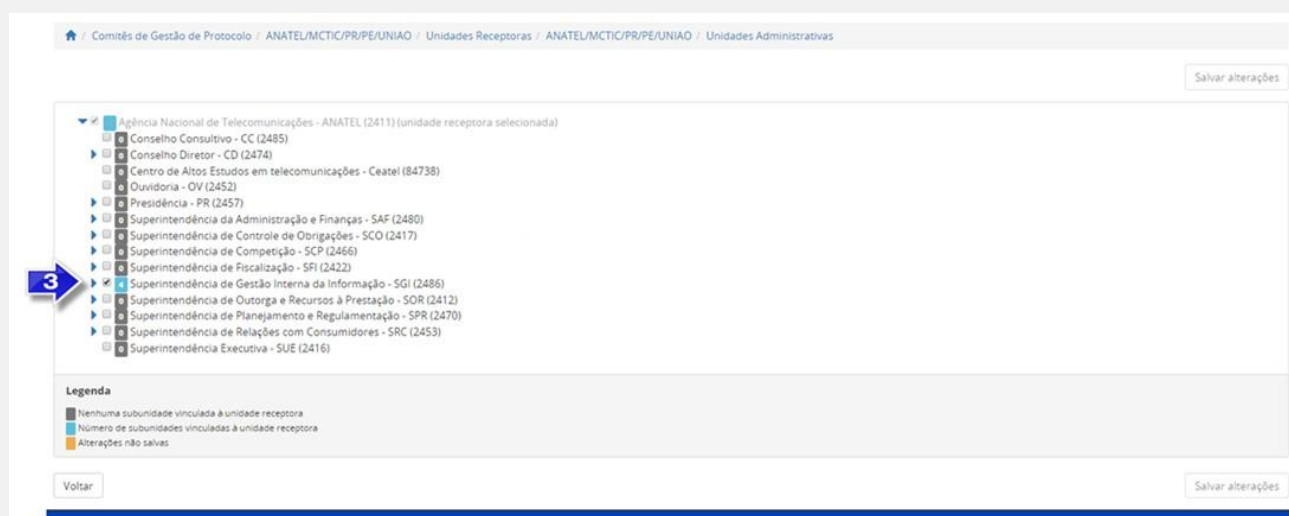 / Comitês de Gestão de Protocolo / ANATEL/MCTIC/PR/PE/UNIAO / Unidades Receptoras / ANATEL/MCTIC/PR/PE/UNIAO / Unidades Administrativas
Salvar alterações
Agência Nacional de Telecomunicações - ANATEL (2411) (unidade receptora selecionada)
0 Conselho Consultivo - CC (2485)
0 Conselho Diretor - CD (2474)
0 Centro de Altos Estudos em telecomunicações - Ceatel (84738)
0 Ouvidoria - OV (2452)
0 Presidência - PR (2457)
0 Superintendência da Administração e Finanças - SAF (2480)
0 Superintendência de Controle de Obrigações - SCO (2417)
0 Superintendência de Competição - SCP (2466)
0 Superintendência de Fiscalização - SFI (2422)
3 4 Superintendência de Gestão Interna da Informação - SGI (2486)
0 Superintendência de Outorga e Recursos à Prestação - SOR (2412)
0 Superintendência de Planejamento e Regulamentação - SPR (2470)
0 Superintendência de Relações com Consumidores - SRC (2453)
0 Superintendência Executiva - SUE (2416)
Legenda
Nenhuma subunidade vinculada à unidade receptora
Número de subunidades vinculadas à unidade receptora
Alterações não salvas
Voltar
Salvar alterações